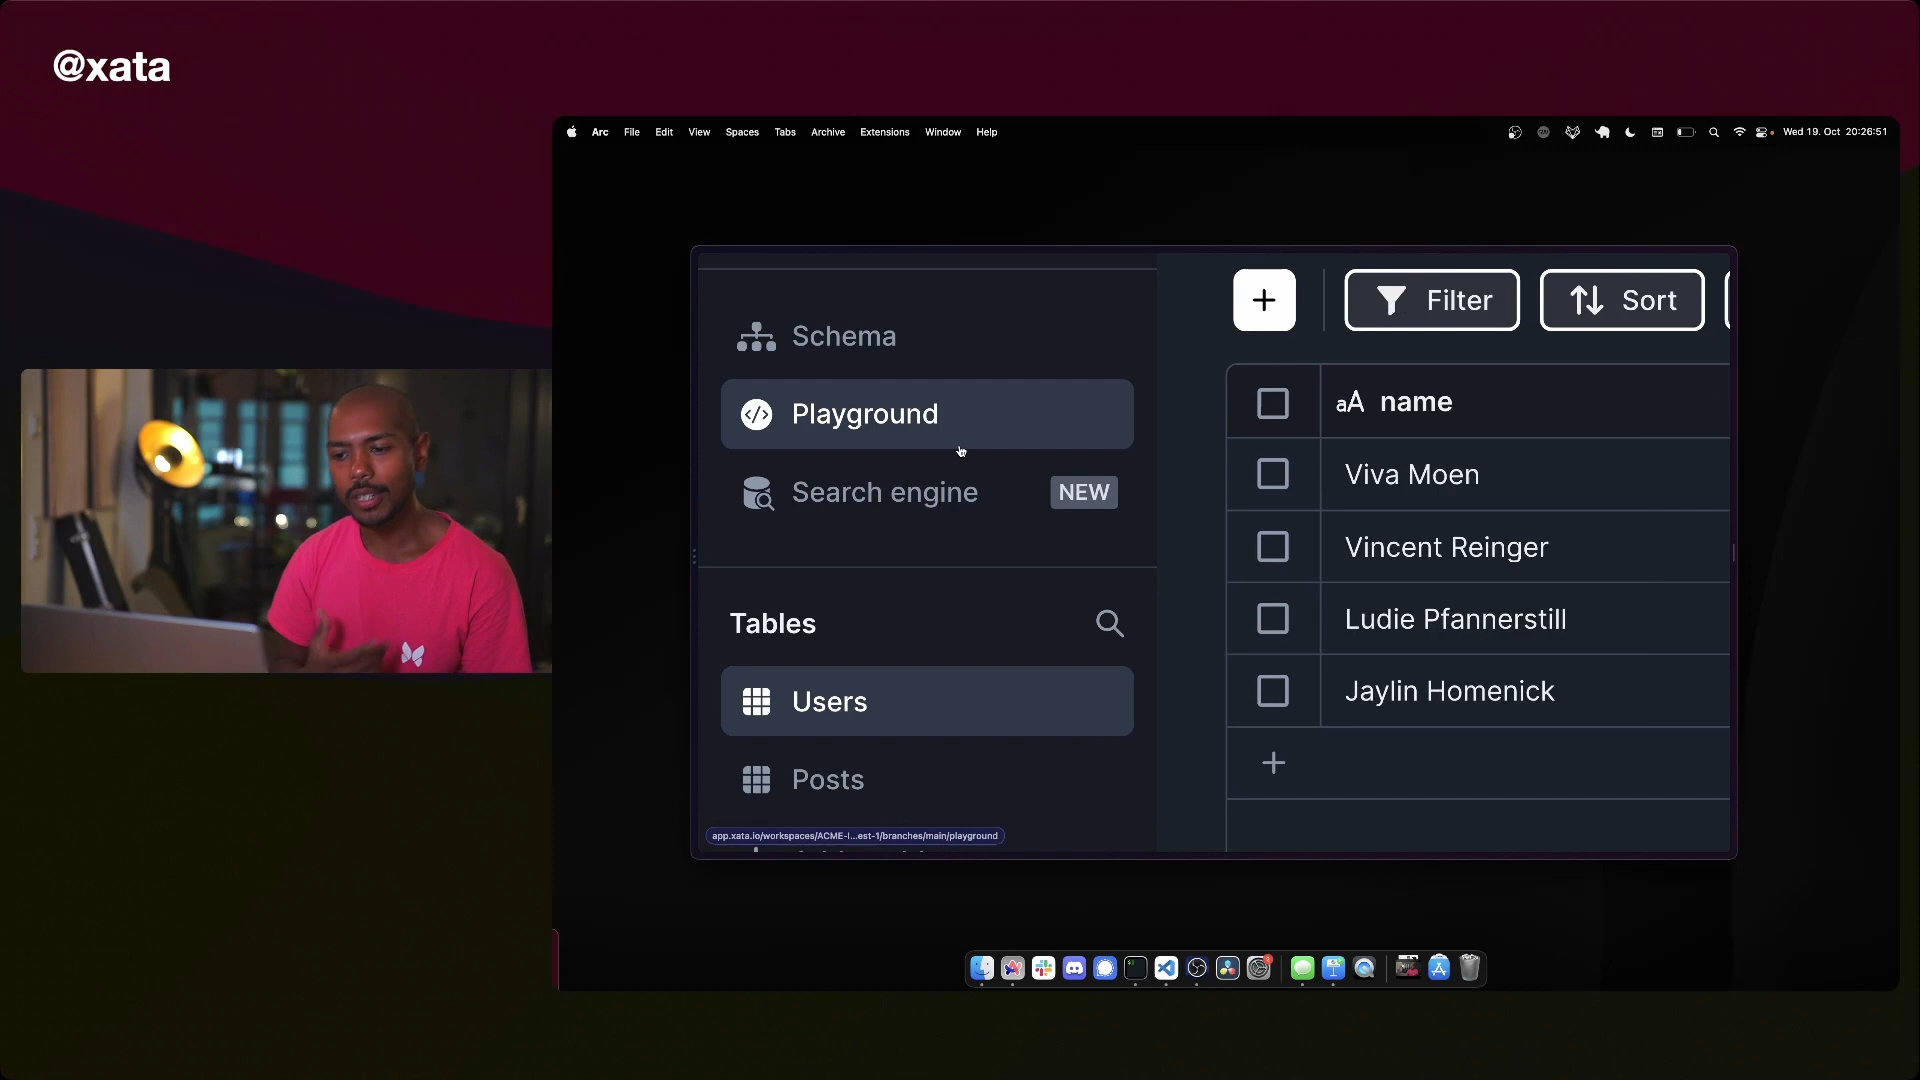 @xata
Arc File Edit View Spaces Tabs Archive Extensions Window Help
Wed 19. Oct 20:26:51
Schema
Playground
Search engine NEW
Tables
Users
Posts
app.xata.io/workspaces/ACME-I...est-1/branches/main/playground
+ Filter Sort
aA name
Viva Moen
Vincent Reinger
Ludie Pfannerstill
Jaylin Homenick
+